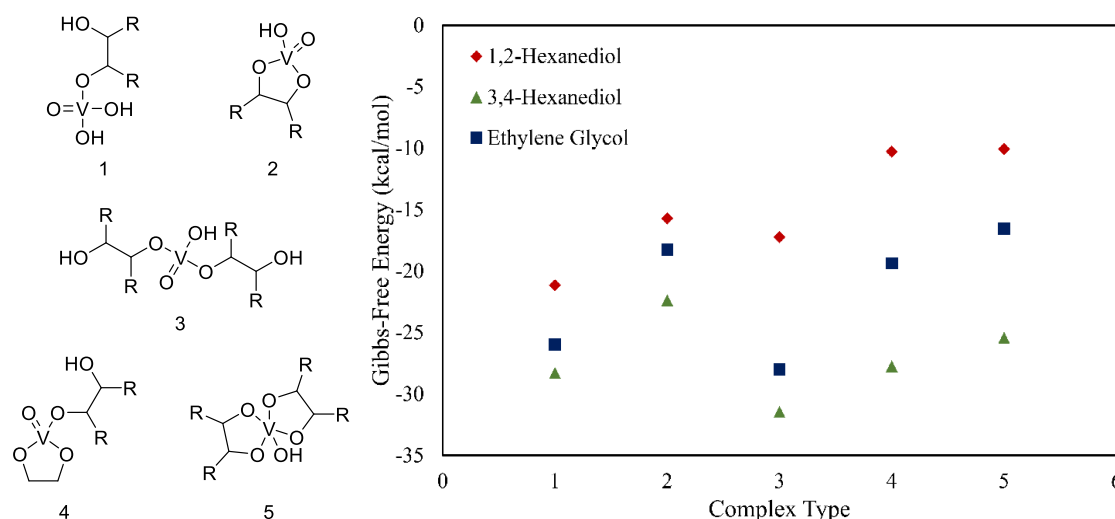 HO
R
O
R
O=V-OH
OH
1
HO
O
V
O
O
R
R
2
R
HO
R
O
OH
V
O
O
R
OH
R
3
HO
R
O
O
R
V
O
O
4
R
O
O
R
V
R
O
OH
O
R
5
Gibbs-Free Energy (kcal/mol)
0
-5
-10
-15
-20
-25
-30
-35
1,2-Hexanediol
3,4-Hexanediol
Ethylene Glycol
0 1 2 3 4 5 6
Complex Type